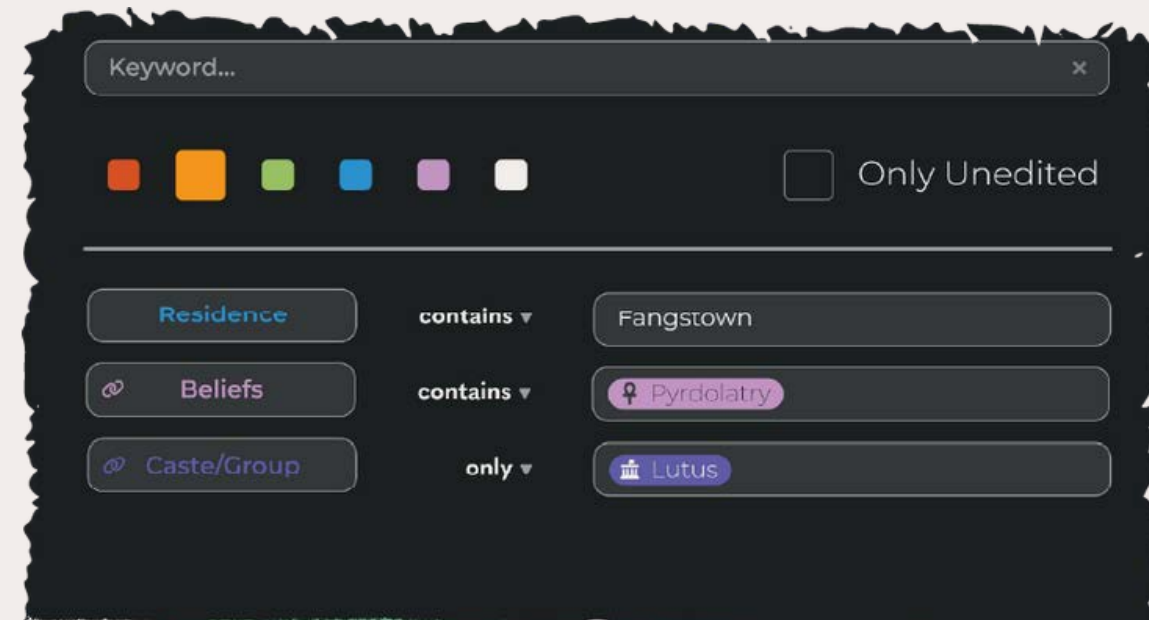 Keyword... ×
Only Unedited
Residence contains ▼ Fangstown
Beliefs contains ▼ Pyrdolatry
Caste/Group only ▼ Lutus